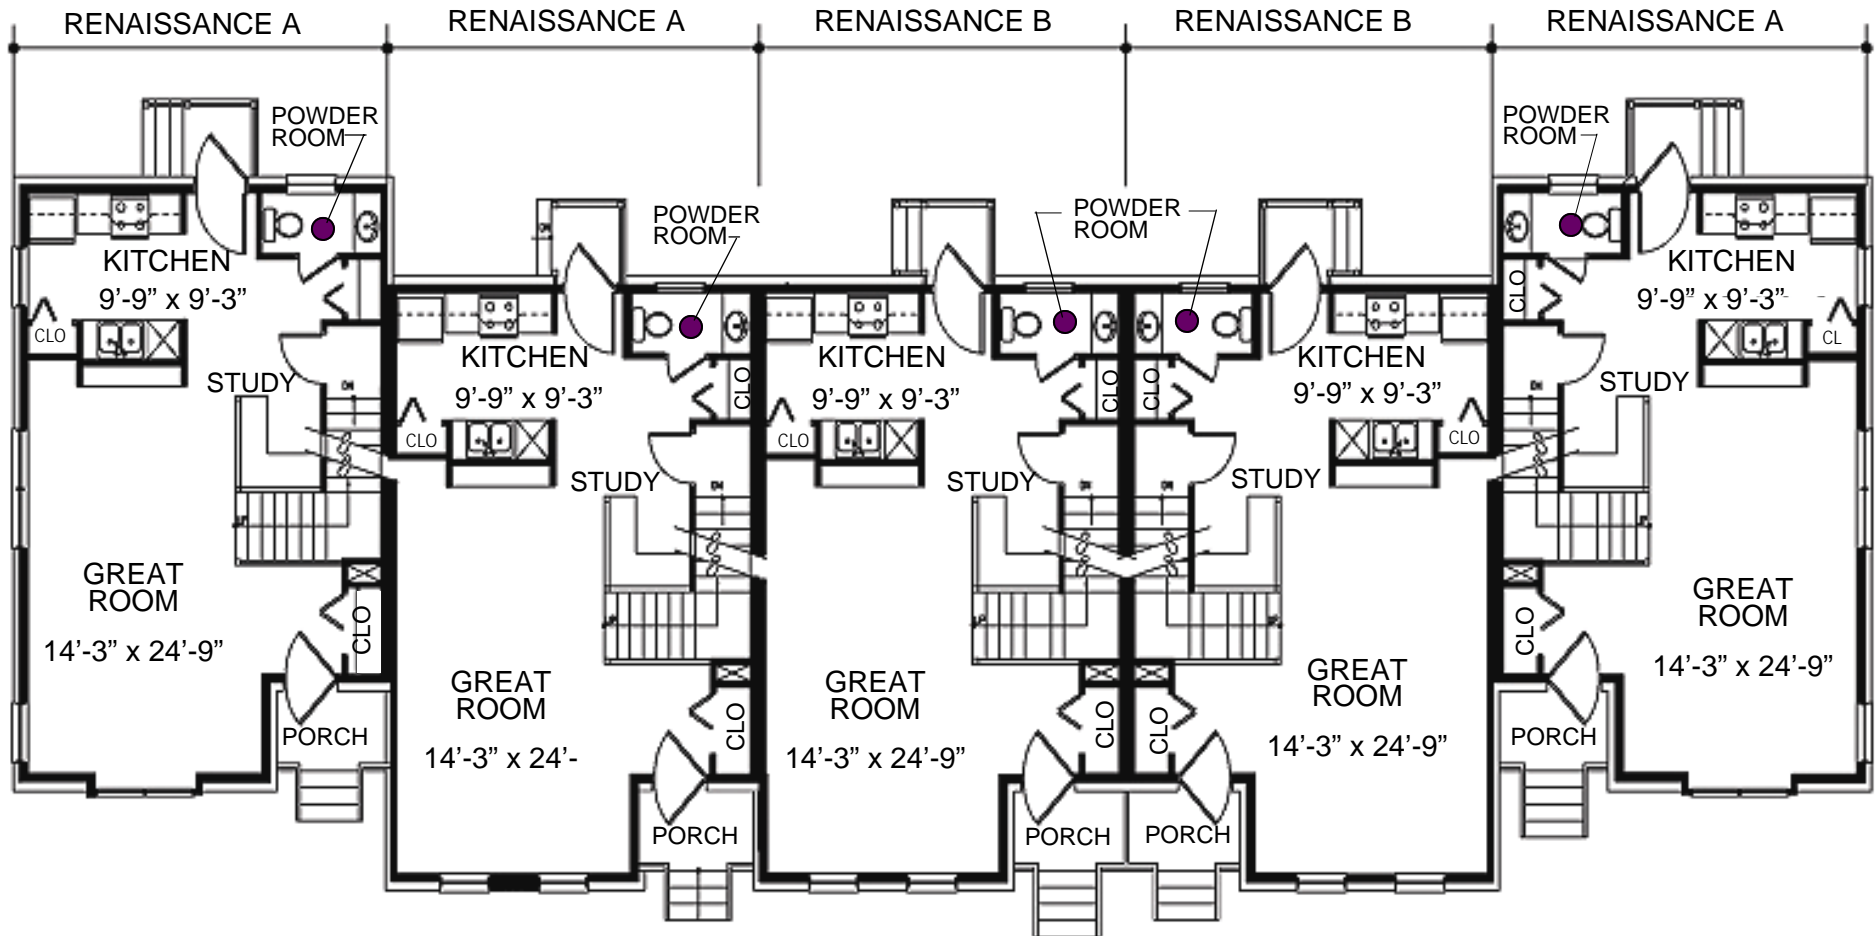 RENAISSANCE A
RENAISSANCE A
RENAISSANCE B
RENAISSANCE B
RENAISSANCE A
POWDER
ROOM
KITCHEN
9’-9” x 9’-3”
CLO
STUDY
GREAT
ROOM
14’-3” x 24’-9”
CLO
PORCH
POWDER
ROOM
KITCHEN
9’-9” x 9’-3”
CLO
CLO
STUDY
GREAT
ROOM
14’-3” x 24’-
CLO
PORCH
POWDER
ROOM
KITCHEN
9’-9” x 9’-3”
CLO
CLO
STUDY
GREAT
ROOM
14’-3” x 24’-9”
CLO
PORCH
KITCHEN
9’-9” x 9’-3”
CLO
CLO
STUDY
GREAT
ROOM
14’-3” x 24’-9”
CLO
PORCH
POWDER
ROOM
KITCHEN
9’-9” x 9’-3”
CLO
CL
STUDY
GREAT
ROOM
14’-3” x 24’-9”
CLO
PORCH